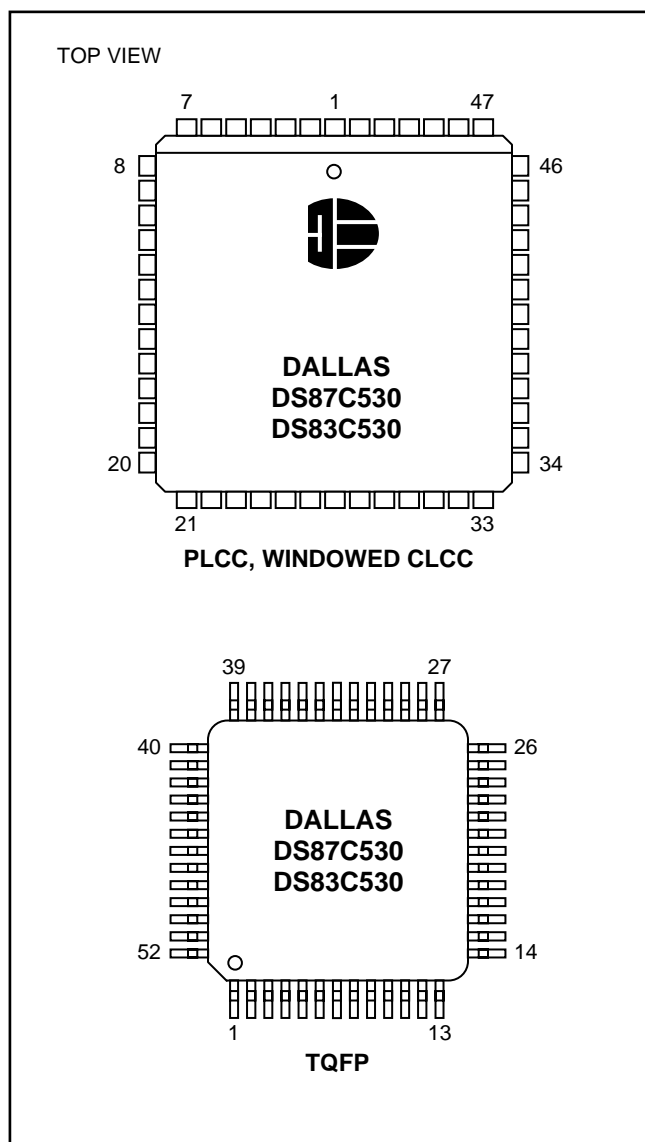 TOP VIEW
7 1 47
8 46
DALLAS
DS87C530
DS83C530
20 34
21 33
PLCC, WINDOWED CLCC
39 27
40 26
DALLAS
DS87C530
DS83C530
52 14
1 13
TQFP